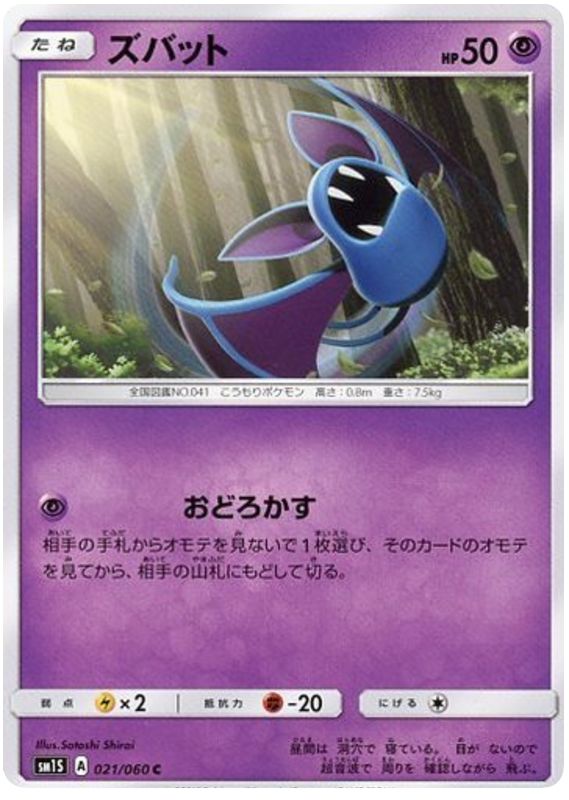 たね ズバット HP50
全国図鑑NO.041 こうもりポケモン 高さ:0.8m 重さ:7.5kg
おどろかす
相手の手札からオモテを見ないで1枚選び、そのカードのオモテ
を見てから、相手の山札にもどして切る。
弱点 ×2 抵抗力 -20 にげる
Illus.Satoshi Shirai
SM1S A 021/060 C
昼間は 洞穴で 寝ている。目が ないので
超音波で 周りを 確認しながら 飛ぶ。